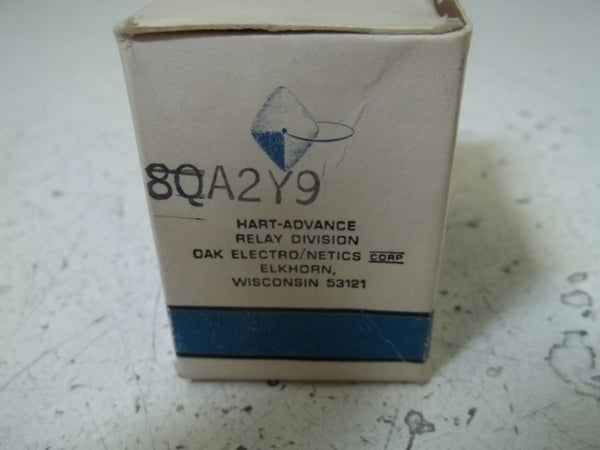 8QA2Y9
HART-ADVANCE
RELAY DIVISION
OAK ELECTRO/NETICS CORP
ELKHORN,
WISCONSIN 53121